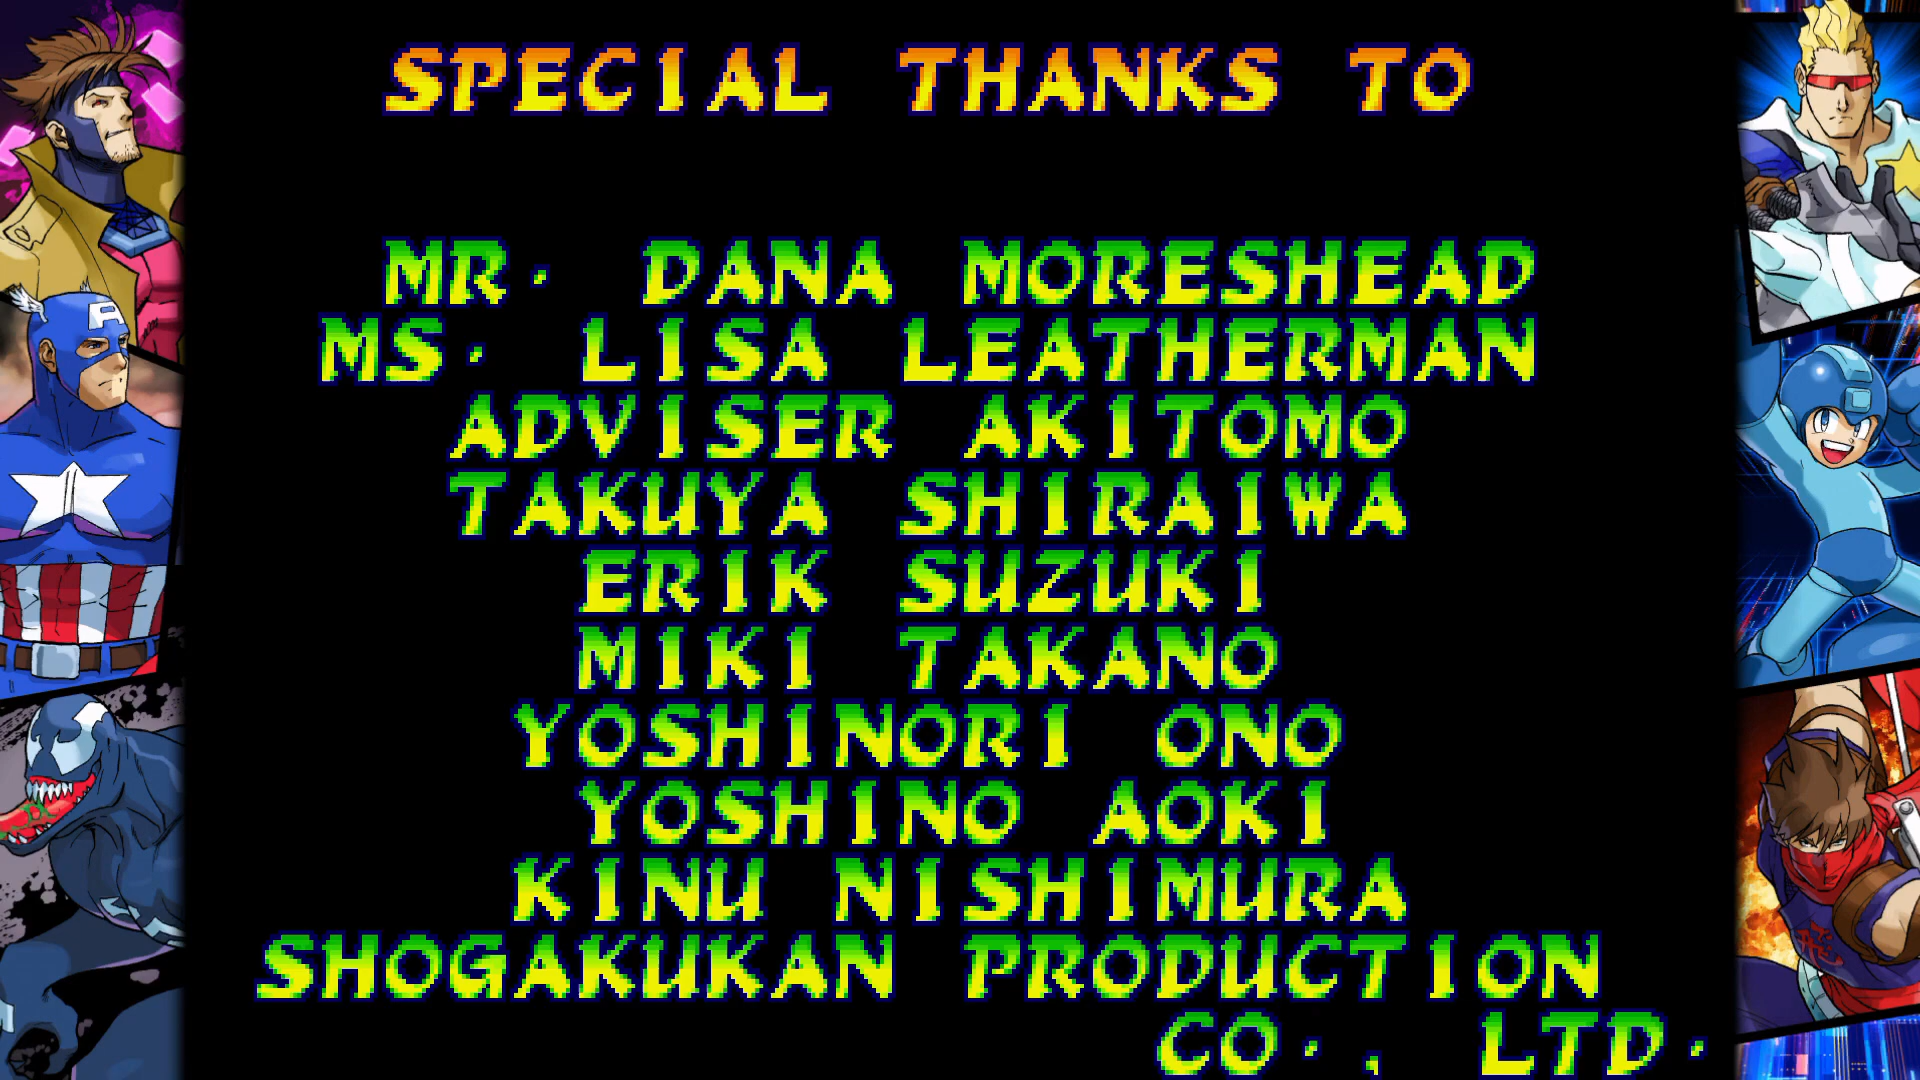 SPECIAL THANKS TO
MR. DANA MORESHEAD
MS. LISA LEATHERMAN
ADVISER AKITOMO
TAKUYA SHIRAIWA
ERIK SUZUKI
MIKI TAKANO
YOSHINORI ONO
YOSHINO AOKI
KINU NISHIMURA
SHOGAKUKAN PRODUCTION
CO., LTD.